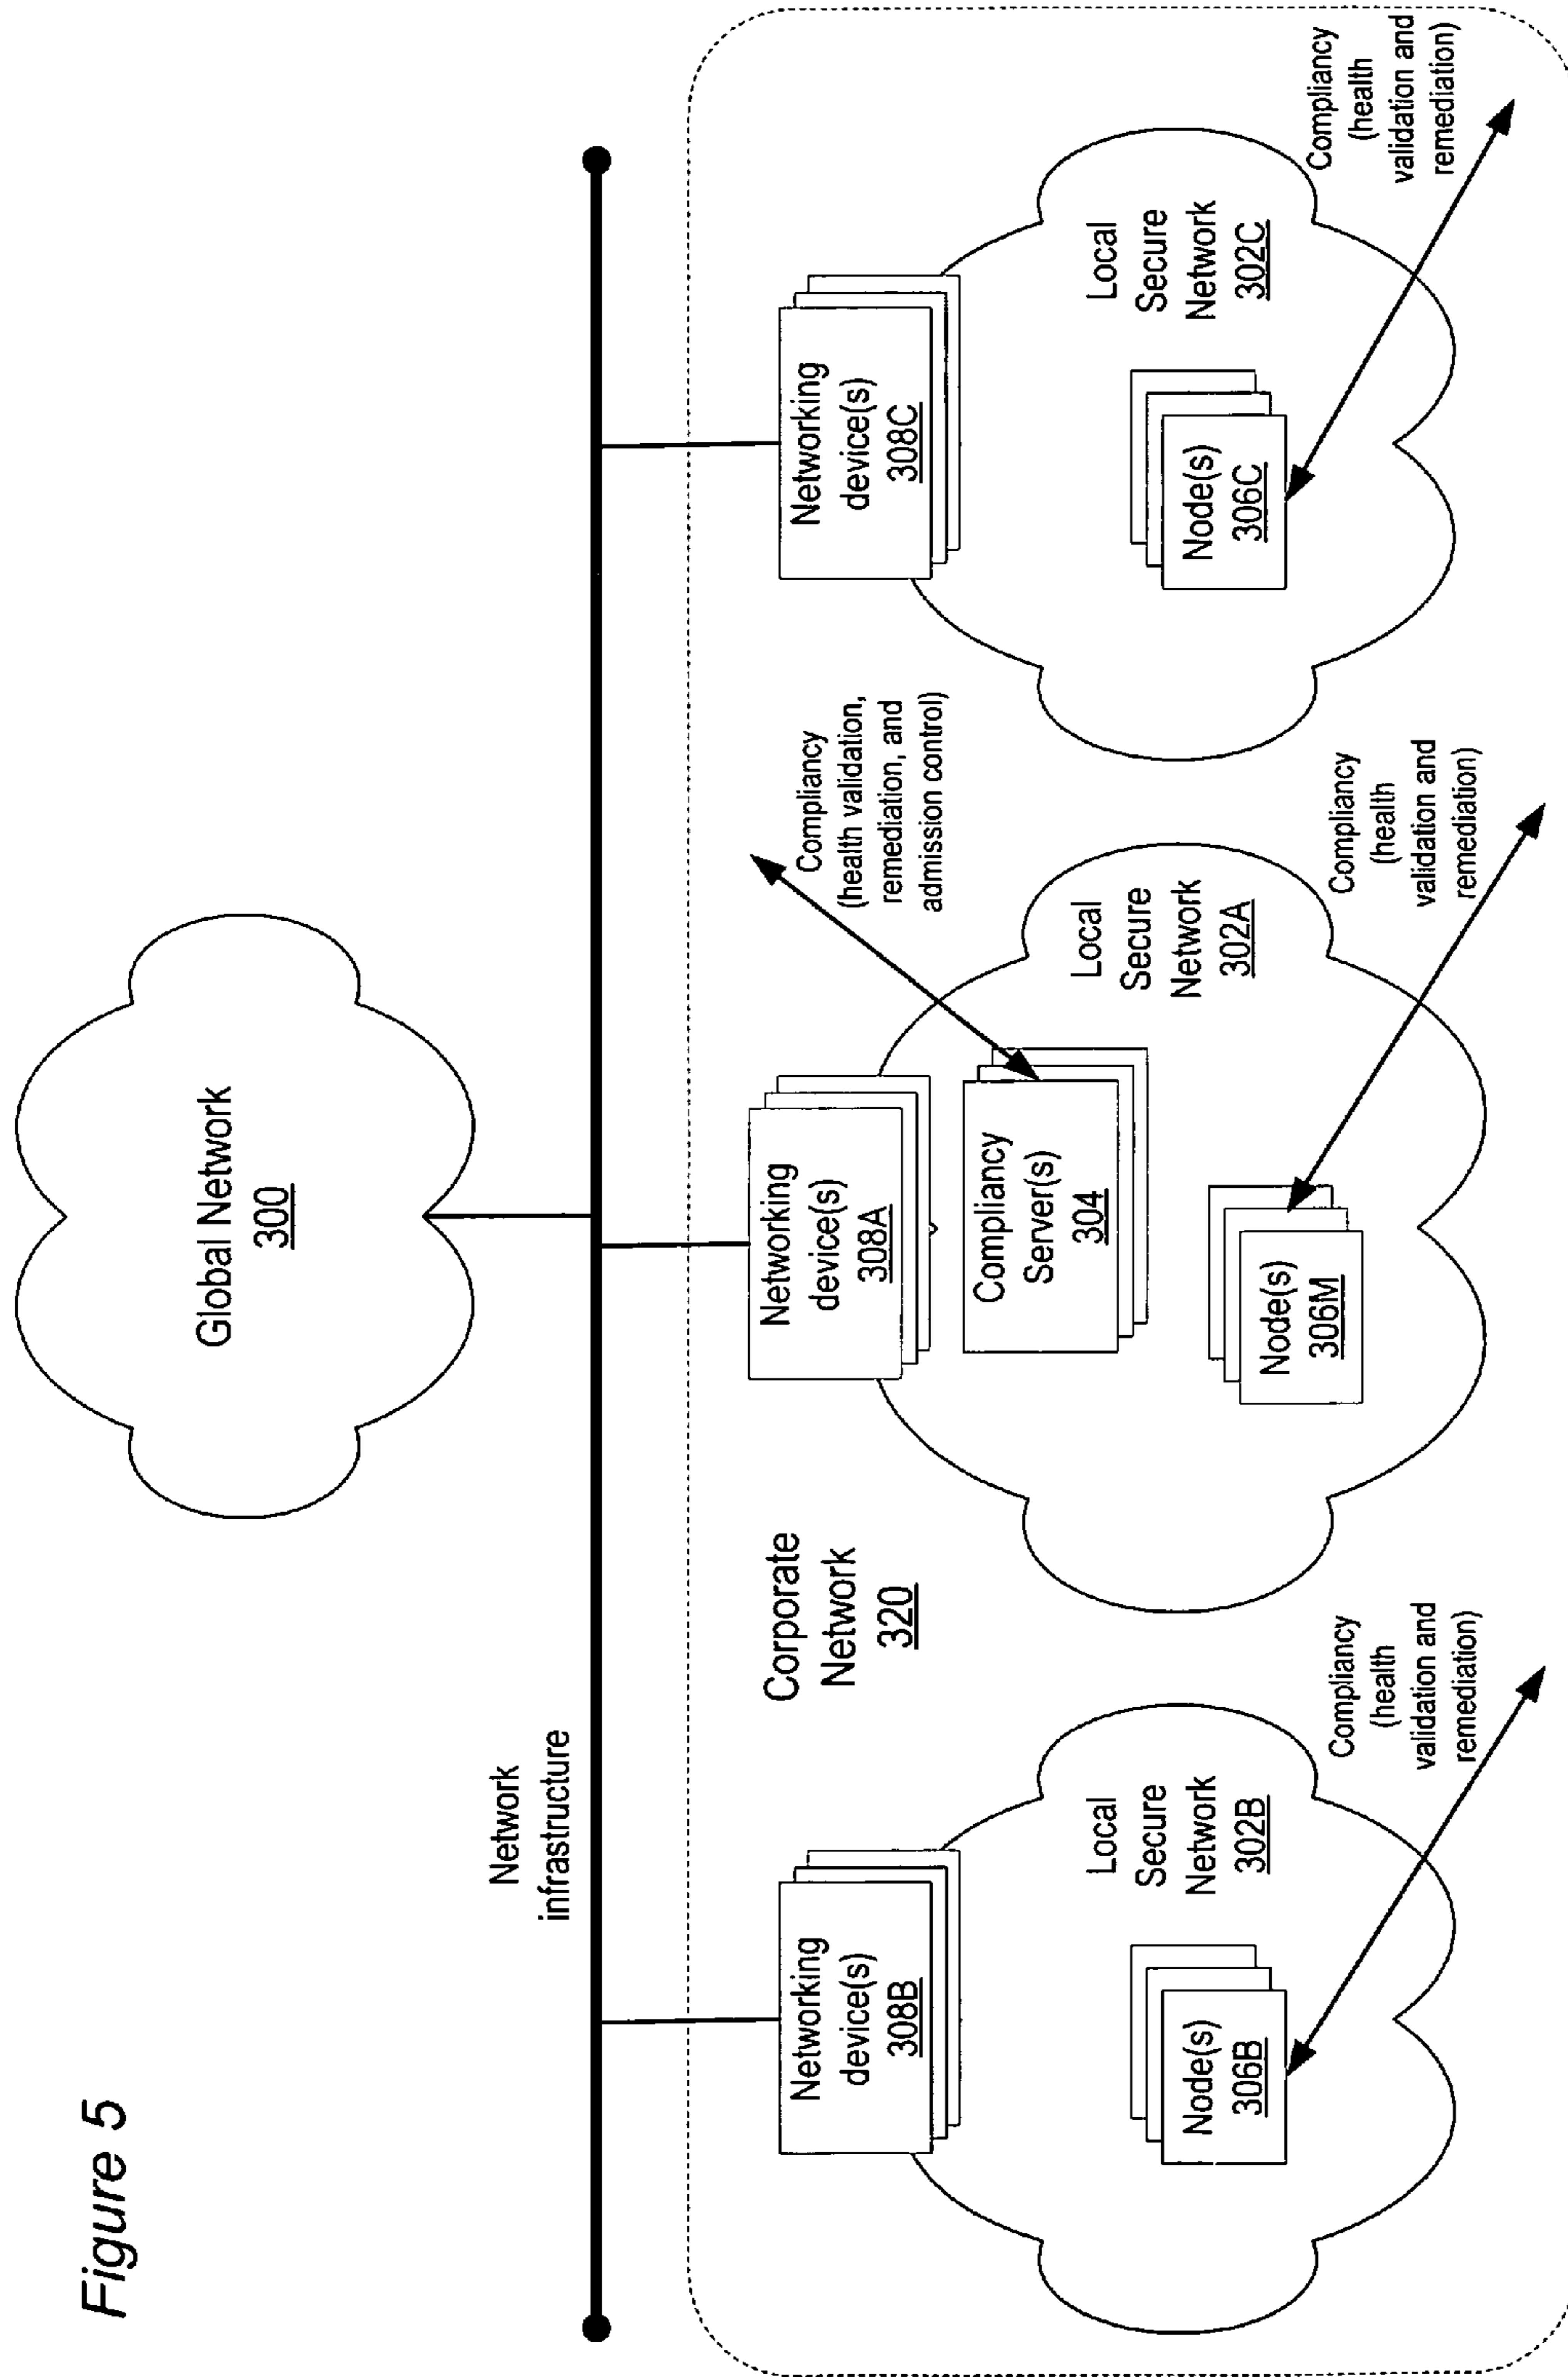 Figure 5
Global Network
300
Network
infrastructure
Corporate
Network
320
Networking
device(s)
308B
Local
Secure
Network 302B
Node(s)
306B
Compliancy
(health
validation and
remediation)
Networking
device(s)
308A
Compliancy
(health validation,
remediation, and
admission control)
Compliancy
Server(s)
304
Local
Secure
Network 302A
Node(s)
306M
Compliancy
(health
validation and
remediation)
Networking
device(s)
308C
Local
Secure
Network 302C
Node(s)
306C
Compliancy
(health
validation and
remediation)